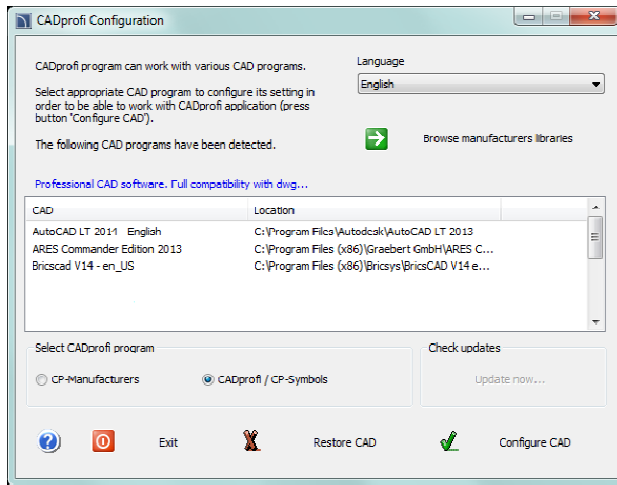 CADprofi Configuration
CADprofi program can work with various CAD programs.
Select appropriate CAD program to configure its setting in
order to be able to work with CADprofi application (press
button "Configure CAD").
The following CAD programs have been detected.
Language
English
Browse manufacturers libraries
Professional CAD software. Full compatibility with dwg...
CAD Location
AutoCAD LT 2014 English C:\Program Files\Autodesk\AutoCAD LT 2013
ARES Commander Edition 2013 C:\Program Files (x86)\Graebert GmbH\ARES C...
Bricscad V14 - en_US C:\Program Files (x86)\Bricsys\BricsCAD V14 e...
Select CADprofi program
CP-Manufacturers
CADprofi / CP-Symbols
Check updates
Update now...
Exit
Restore CAD
Configure CAD